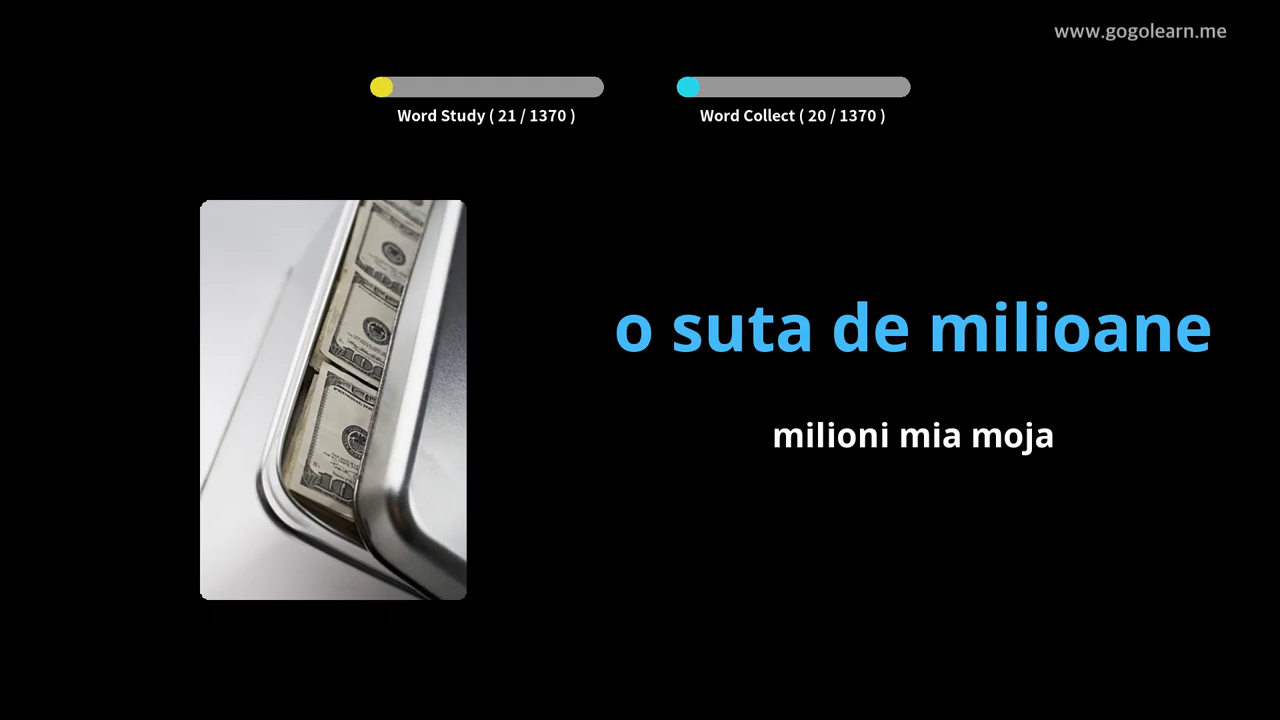 www.gogolearn.me
Word Study ( 21 / 1370 )
Word Collect ( 20 / 1370 )
o suta de milioane
milioni mia moja